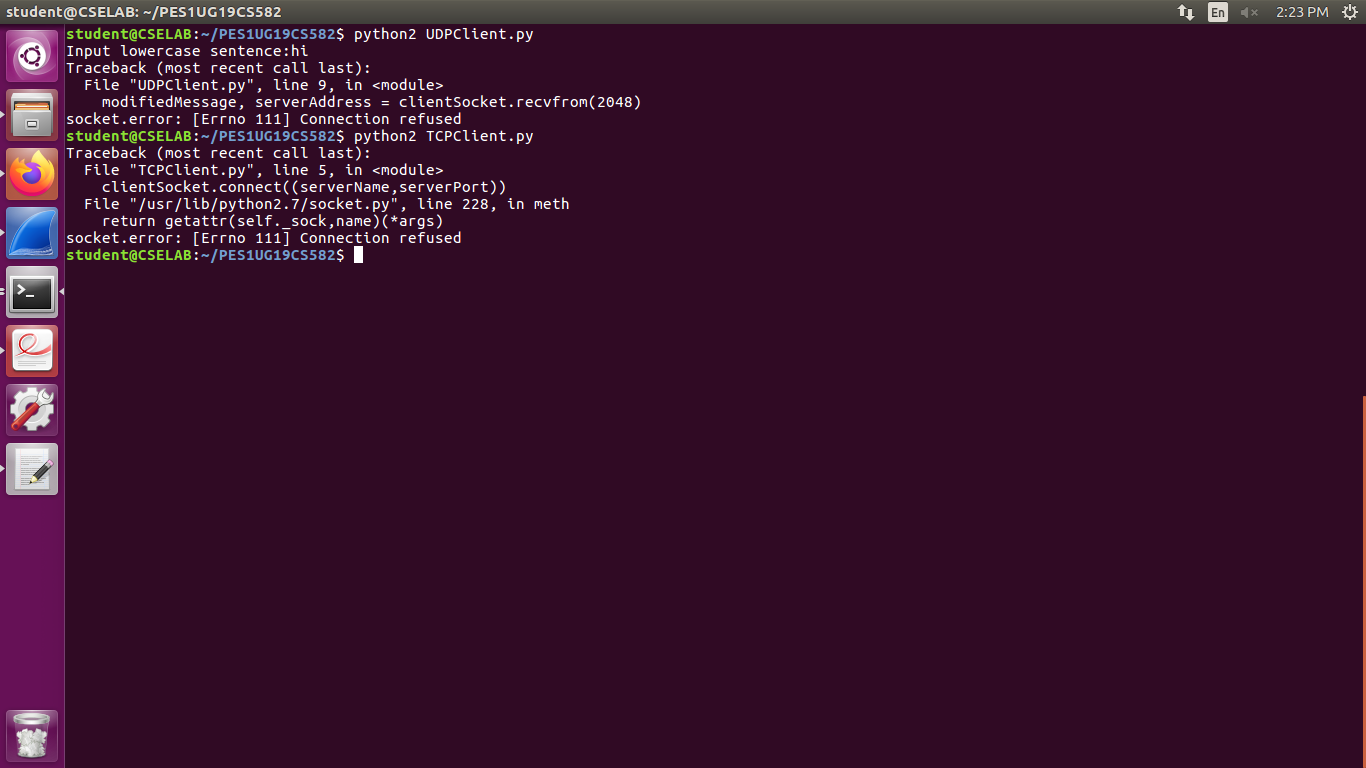 student@CSELAB: ~/PES1UG19CS582
En
2:23 PM
student@CSELAB:~/PES1UG19CS582$ python2 UDPClient.py
Input lowercase sentence:hi
Traceback (most recent call last):
  File "UDPClient.py", line 9, in <module>
    modifiedMessage, serverAddress = clientSocket.recvfrom(2048)
socket.error: [Errno 111] Connection refused
student@CSELAB:~/PES1UG19CS582$ python2 TCPClient.py
Traceback (most recent call last):
  File "TCPClient.py", line 5, in <module>
    clientSocket.connect((serverName,serverPort))
  File "/usr/lib/python2.7/socket.py", line 228, in meth
    return getattr(self._sock,name)(*args)
socket.error: [Errno 111] Connection refused
student@CSELAB:~/PES1UG19CS582$